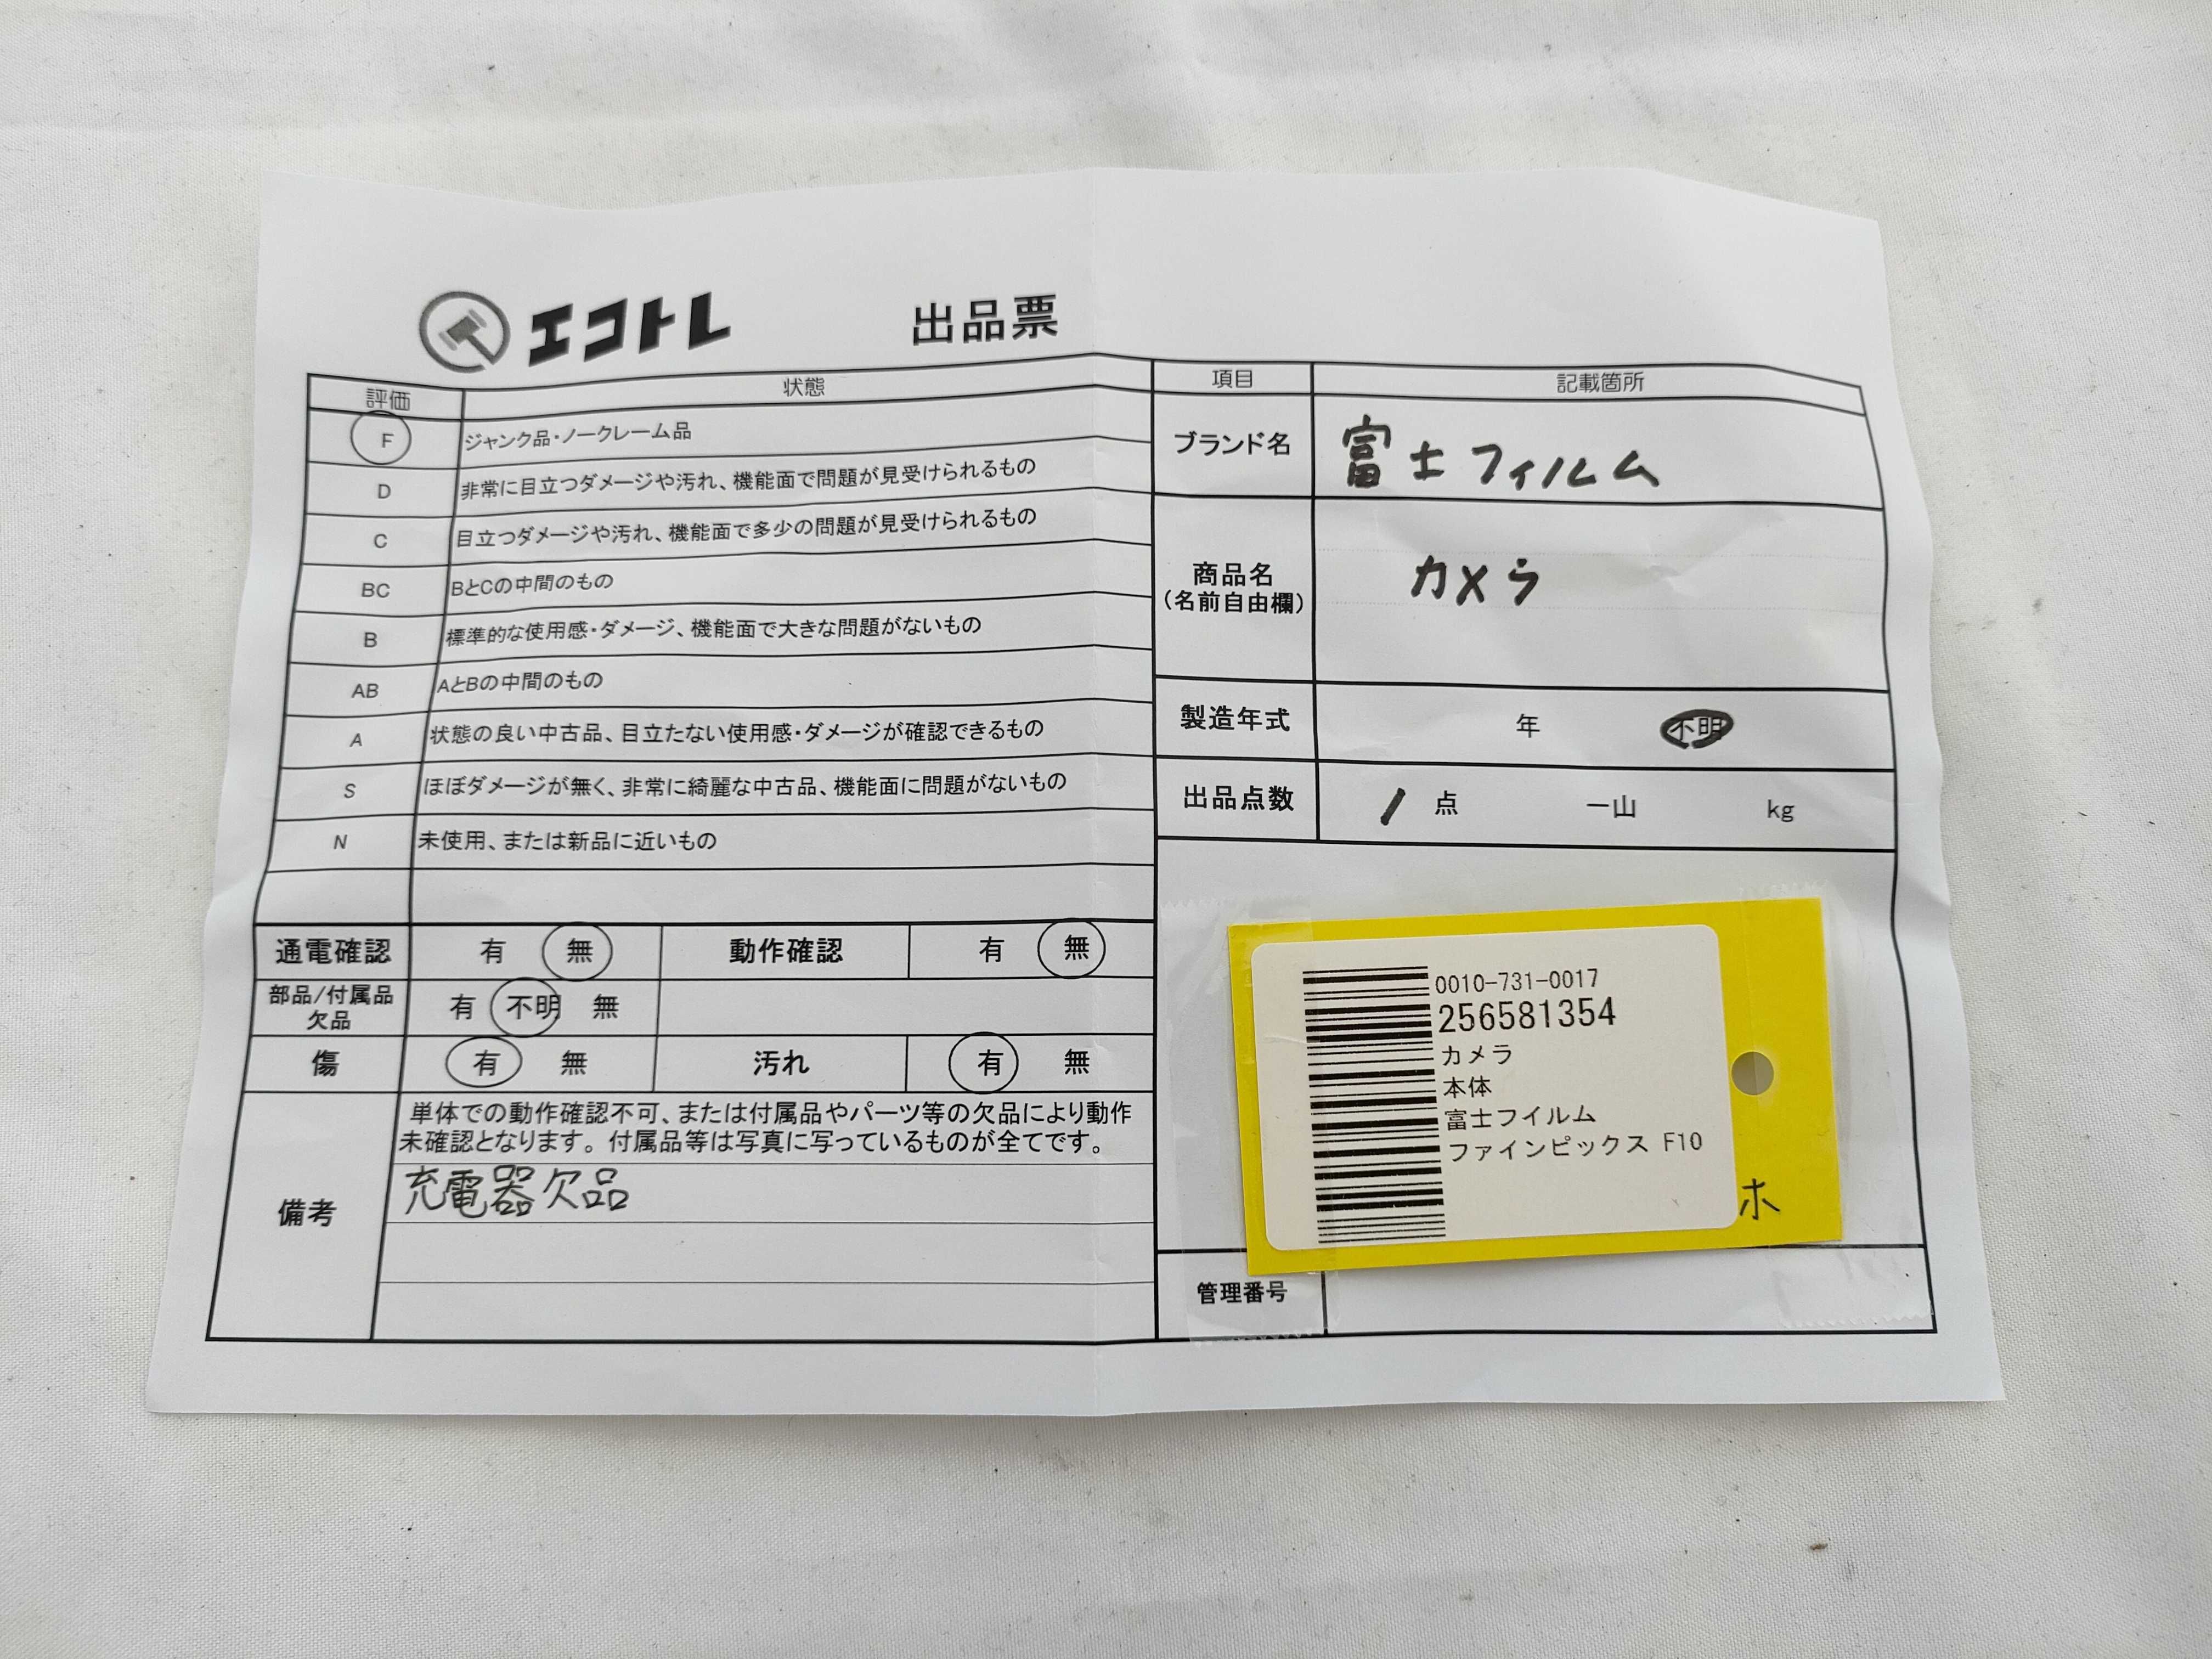 エコトレ 出品票
評価 状態
F ジャンク品・ノークレーム品
D 非常に目立つダメージや汚れ、機能面で問題が見受けられるもの
C 目立つダメージや汚れ、機能面で多少の問題が見受けられるもの
BC BとCの中間のもの
B 標準的な使用感・ダメージ、機能面で大きな問題がないもの
AB AとBの中間のもの
A 状態の良い中古品、目立たない使用感・ダメージが確認できるもの
S ほぼダメージが無く、非常に綺麗な中古品、機能面に問題がないもの
N 未使用、または新品に近いもの
通電確認 有 無 動作確認 有 無
部品/付属品
欠品 有 不明 無
傷 有 無 汚れ 有 無
備考
単体での動作確認不可、または付属品やパーツ等の欠品により動作
未確認となります。付属品等は写真に写っているものが全てです。
充電器欠品
項目 記載箇所
ブランド名 富士フィルム
商品名
(名前自由欄) カメラ
製造年式 年 不明
出品点数 1 点 一山 kg
0010-731-0017
256581354
カメラ
本体
富士フイルム
ファインピックス F10
ホ
管理番号